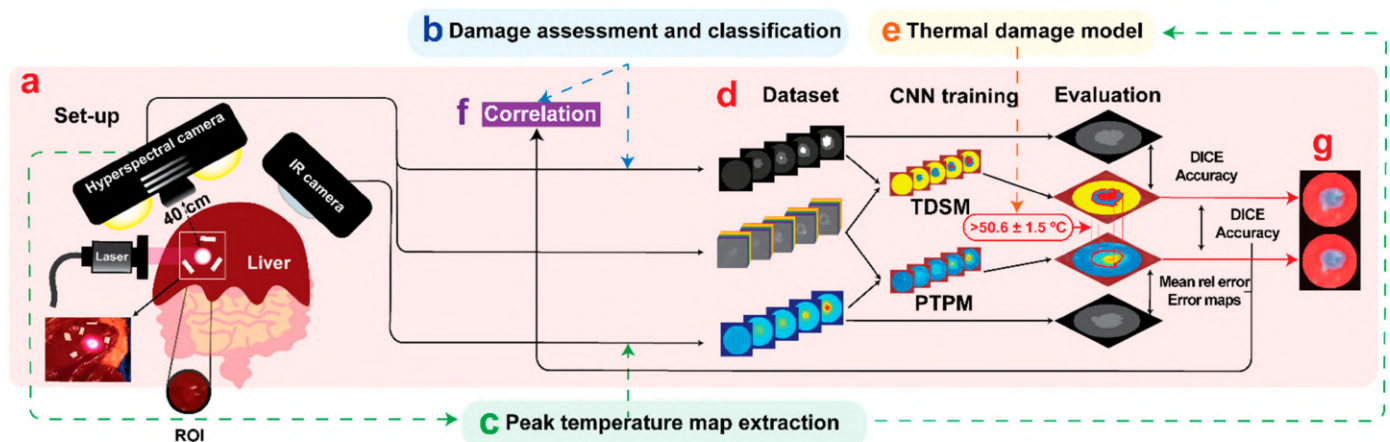 b Damage assessment and classification
e Thermal damage model
a
Set-up
f Correlation
d Dataset
CNN training
Evaluation
g
Hyperspectral camera
IR camera
40 cm
Laser
Liver
TDSM
>50.6 ± 1.5 ºC
PTPM
DICE
Accuracy
DICE
Accuracy
Mean rel error
Error maps
ROI
c Peak temperature map extraction